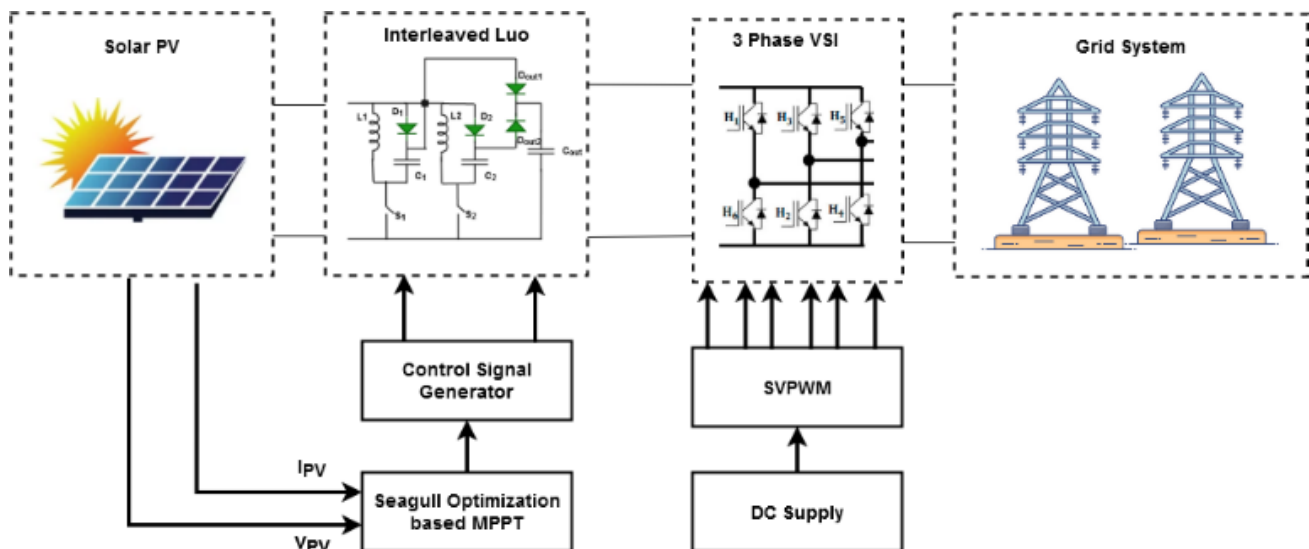 Solar PV
Interleaved Luo
3 Phase VSI
Grid System
Dout1
L1
D1
L2
D2
Dout2
Cout
C1
C2
S1
S2
H1
H3
H5
H6
H2
H4
Control Signal
Generator
SVPWM
IPV
Seagull Optimization
based MPPT
VPV
DC Supply